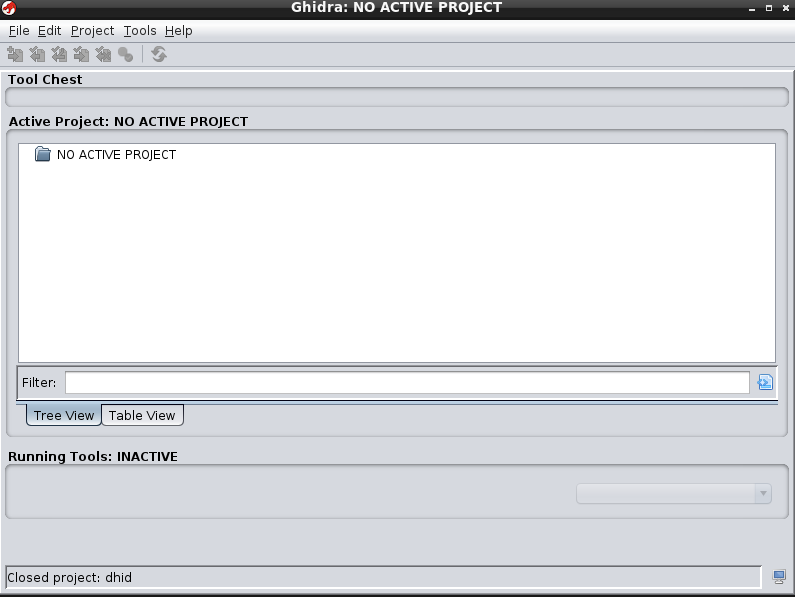 Ghidra: NO ACTIVE PROJECT
File Edit Project Tools Help
Tool Chest
Active Project: NO ACTIVE PROJECT
NO ACTIVE PROJECT
Filter:
Tree View Table View
Running Tools: INACTIVE
Closed project: dhid